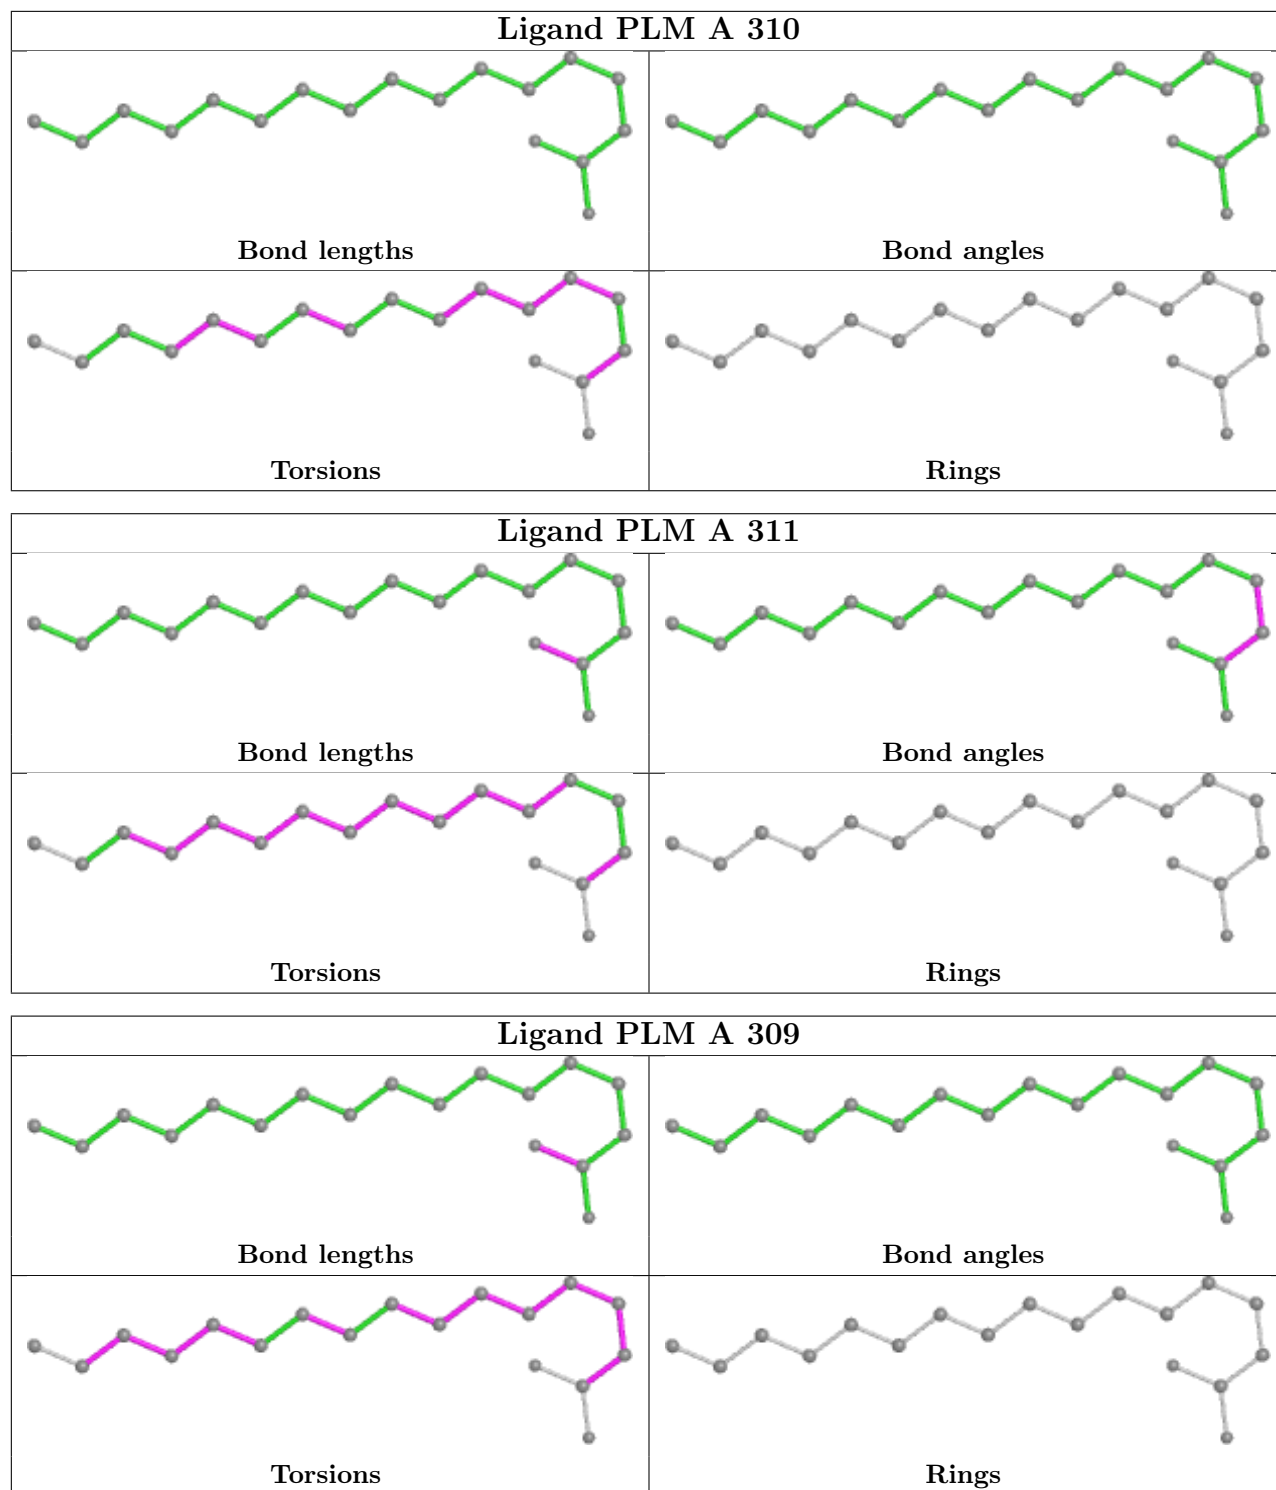 Ligand PLM A 310
Bond lengths
Bond angles
Torsions
Rings
Ligand PLM A 311
Bond lengths
Bond angles
Torsions
Rings
Ligand PLM A 309
Bond lengths
Bond angles
Torsions
Rings